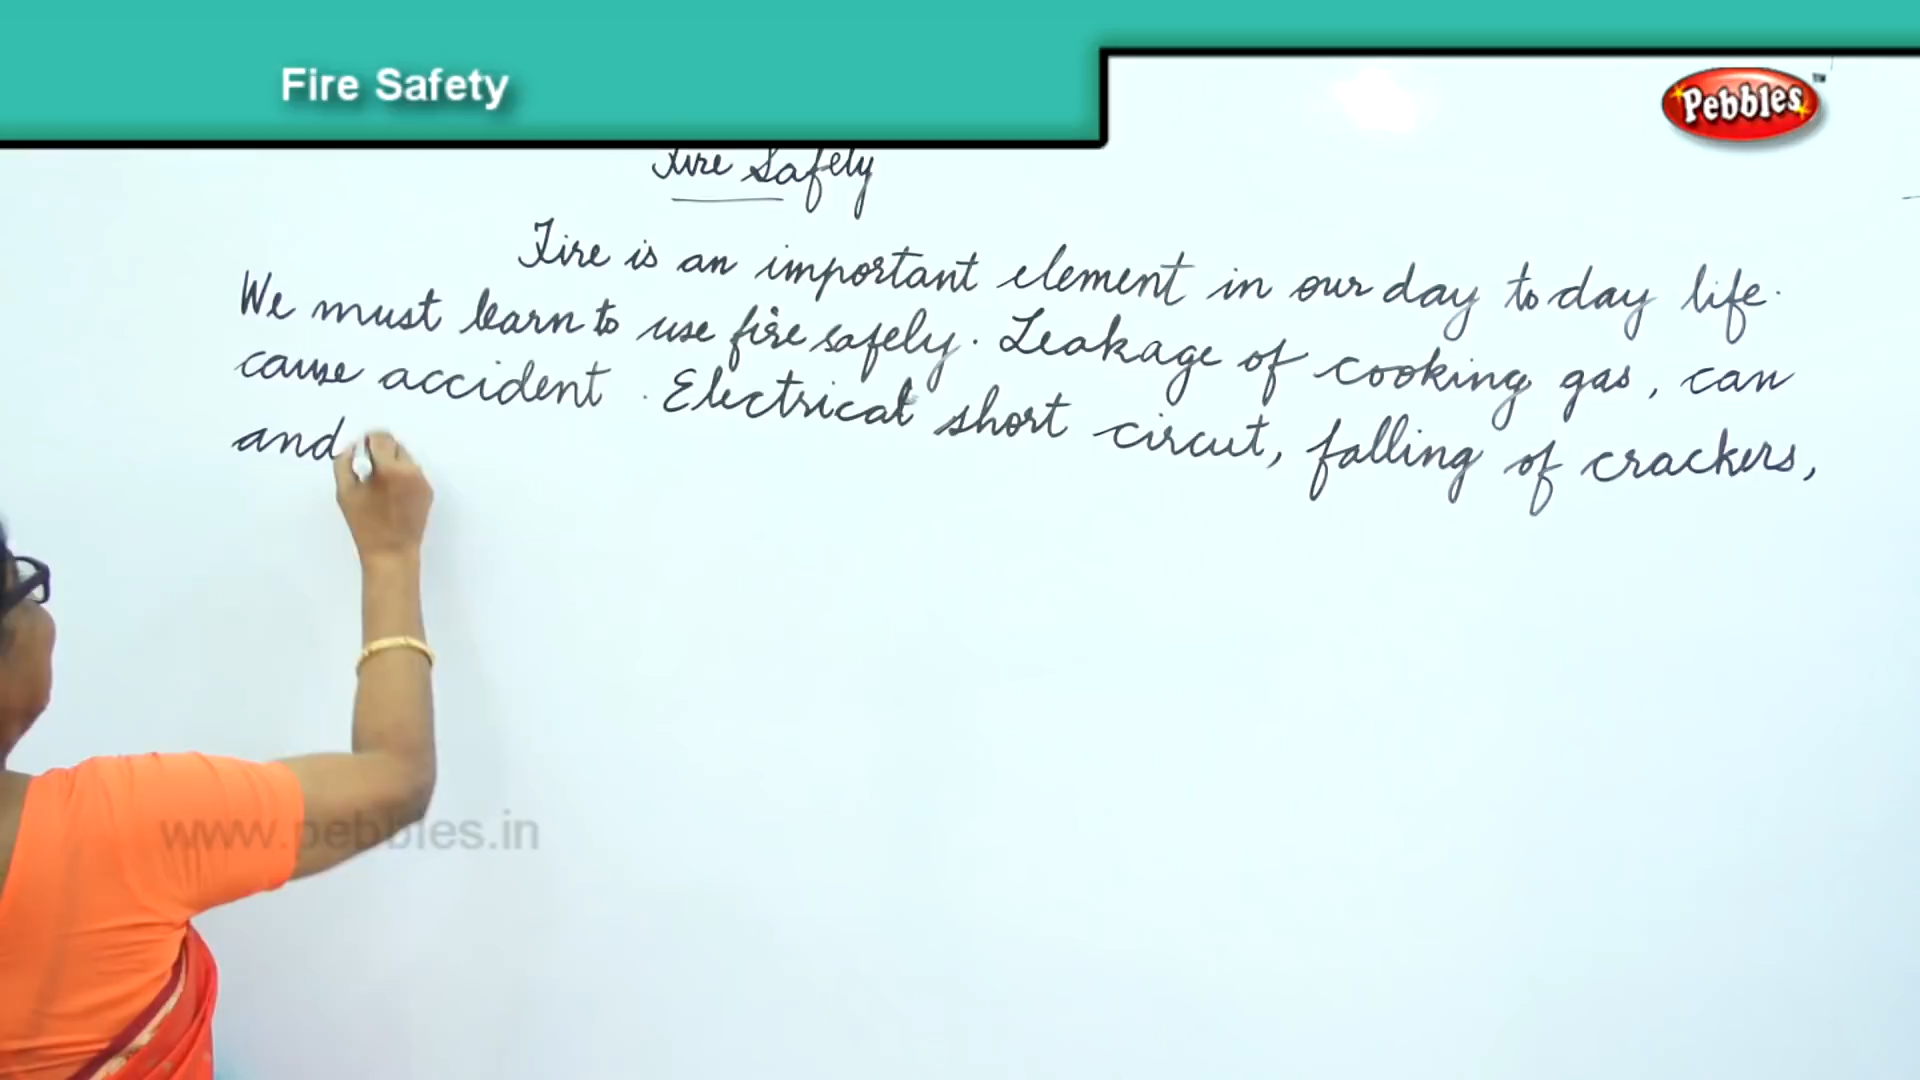 Fire Safety
Pebbles
TM
Fire Safety
Fire is an important element in our day to day life.
We must learn to use fire safely. Leakage of cooking gas, can
cause accident. Electrical short circut, falling of crackers,
and
www.pebbles.in